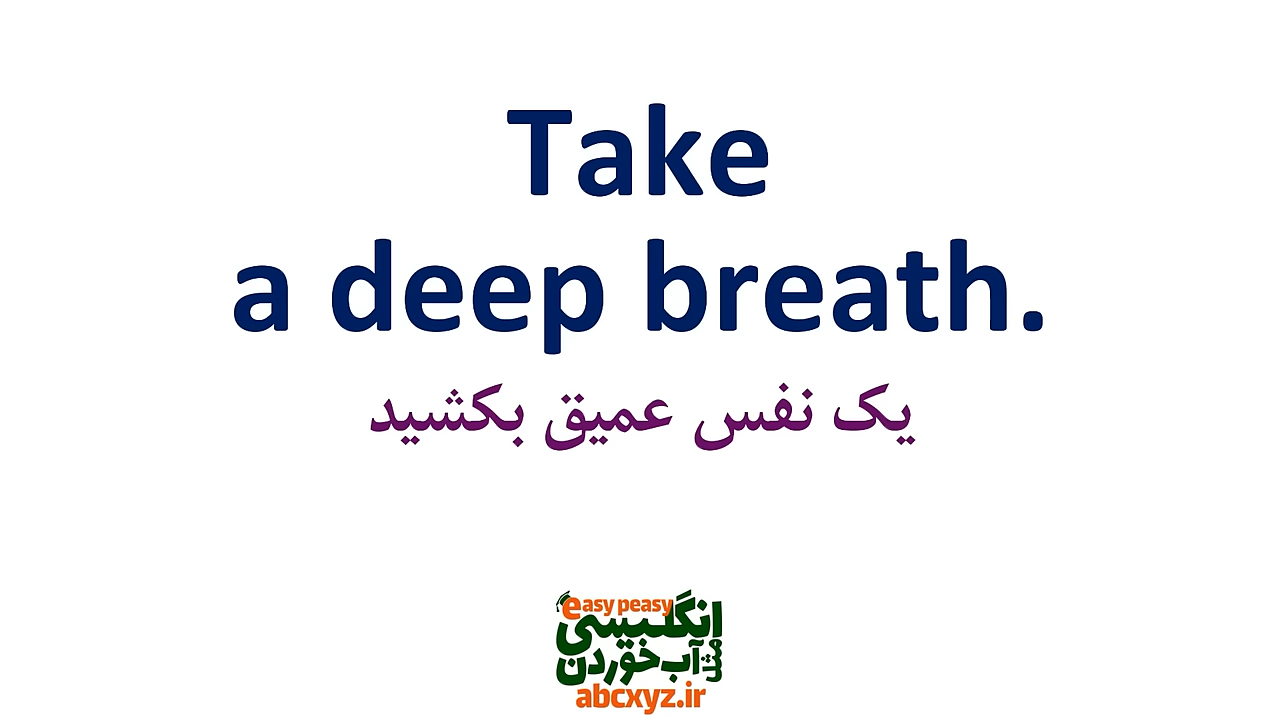 Take
a deep breath.
یک نفس عمیق بکشید
easy peasy
انگلیسی
مثل آب خوردن
abcxyz.ir